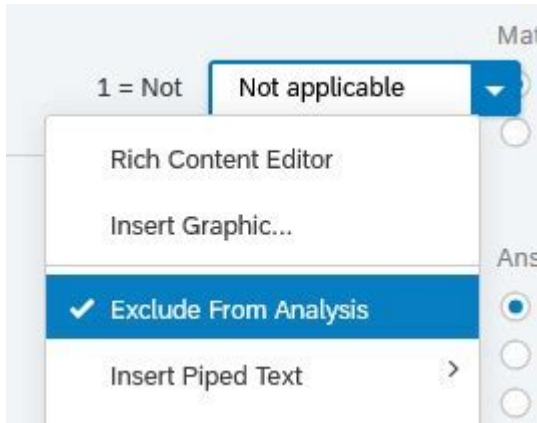 Mat
1 = Not Not applicable
Rich Content Editor
Insert Graphic...
Ans
Exclude From Analysis
Insert Piped Text